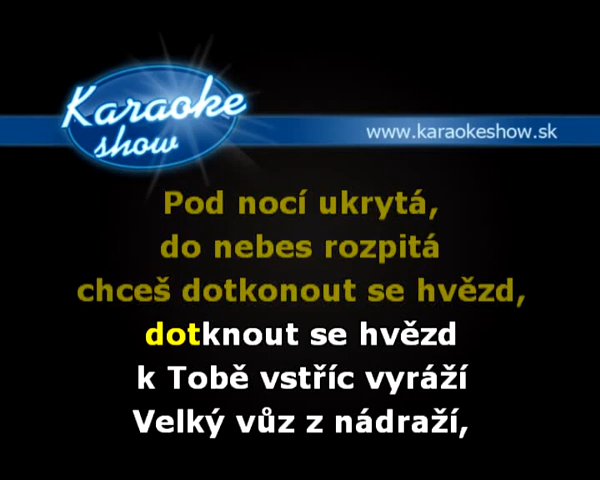 Karaoke
show
www.karaokeshow.sk
Pod nocí ukrytá,
do nebes rozpitá
chceš dotkonout se hvězd,
dotknout se hvězd
k Tobě vstříc vyráží
Velký vůz z nádraží,